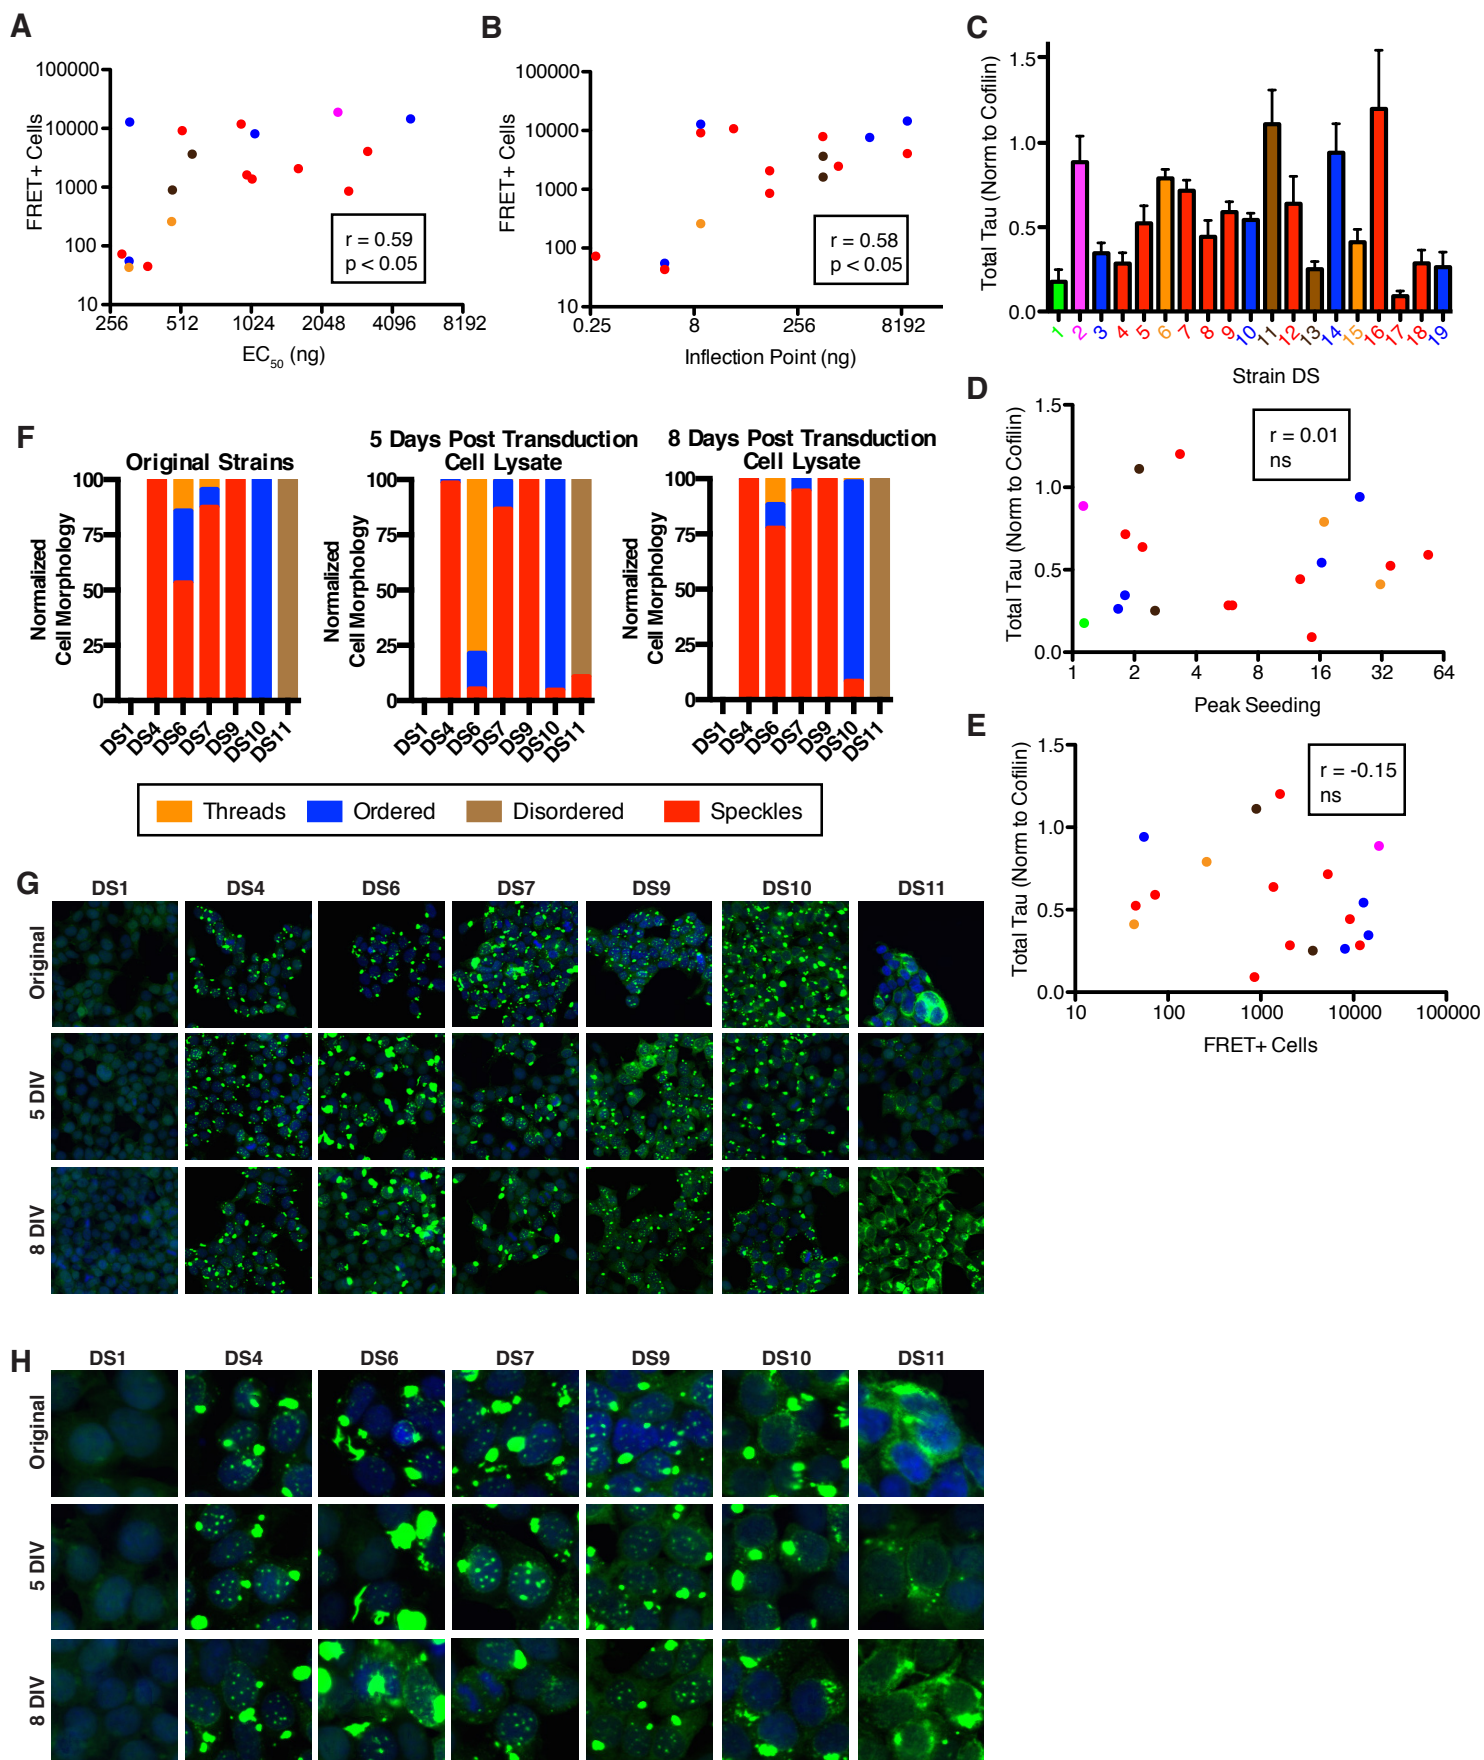 A
FRET+ Cells
100000
10000
1000
100
10
256 512 1024 2048 4096 8192
EC50 (ng)
r = 0.59
p < 0.05
B
FRET+ Cells
100000
10000
1000
100
10
0.25 8 256 8192
Inflection Point (ng)
r = 0.58
p < 0.05
C
Total Tau (Norm to Cofilin)
1.5
1.0
0.5
0.0
1 2 3 4 5 6 7 8 9 10 11 12 13 14 15 16 17 18 19
Strain DS
D
Total Tau (Norm to Cofilin)
1.5
1.0
0.5
0.0
1 2 4 8 16 32 64
Peak Seeding
r = 0.01
ns
E
Total Tau (Norm to Cofilin)
1.5
1.0
0.5
0.0
10 100 1000 10000 100000
FRET+ Cells
r = -0.15
ns
F
Original Strains
Normalized
Cell Morphology
100
75
50
25
0
DS1 DS4 DS6 DS7 DS9 DS10 DS11
5 Days Post Transduction
Cell Lysate
Normalized
Cell Morphology
100
75
50
25
0
DS1 DS4 DS6 DS7 DS9 DS10 DS11
8 Days Post Transduction
Cell Lysate
Normalized
Cell Morphology
100
75
50
25
0
DS1 DS4 DS6 DS7 DS9 DS10 DS11
Threads Ordered Disordered Speckles
G
DS1 DS4 DS6 DS7 DS9 DS10 DS11
Original
5 DIV
8 DIV
H
DS1 DS4 DS6 DS7 DS9 DS10 DS11
Original
5 DIV
8 DIV